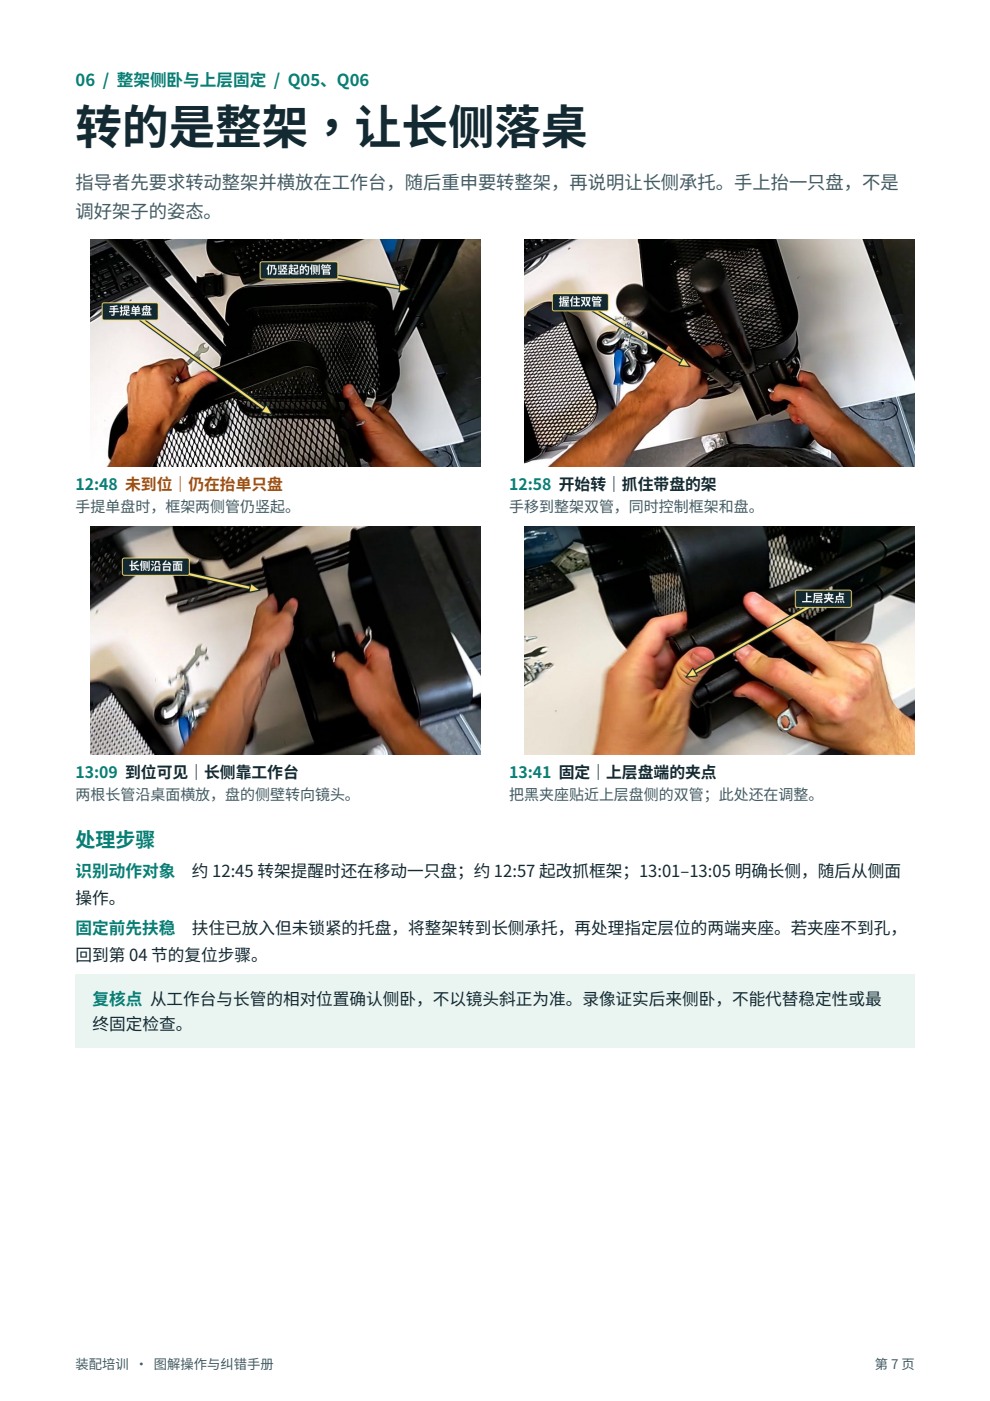 06 / 整架侧卧与上层固定 / Q05、Q06
转的是整架，让长侧落桌
指导者先要求转动整架并横放在工作台，随后重申要转整架，再说明让长侧承托。手上抬一只盘，不是
调好架子的姿态。
仍竖起的侧管
手提单盘
握住双管
12:48 未到位｜仍在抬单只盘
手提单盘时，框架两侧管仍竖起。
12:58 开始转｜抓住带盘的架
手移到整架双管，同时控制框架和盘。
长侧沿台面
上层夹点
13:09 到位可见｜长侧靠工作台
两根长管沿桌面横放，盘的侧壁转向镜头。
13:41 固定｜上层盘端的夹点
把黑夹座贴近上层盘侧的双管；此处还在调整。
处理步骤
识别动作对象 约 12:45 转架提醒时还在移动一只盘；约 12:57 起改抓框架；13:01–13:05 明确长侧，随后从侧面
操作。
固定前先扶稳 扶住已放入但未锁紧的托盘，将整架转到长侧承托，再处理指定层位的两端夹座。若夹座不到孔，
回到第 04 节的复位步骤。
复核点 从工作台与长管的相对位置确认侧卧，不以镜头斜正为准。录像证实后来侧卧，不能代替稳定性或最
终固定检查。
装配培训 · 图解操作与纠错手册
第 7 页